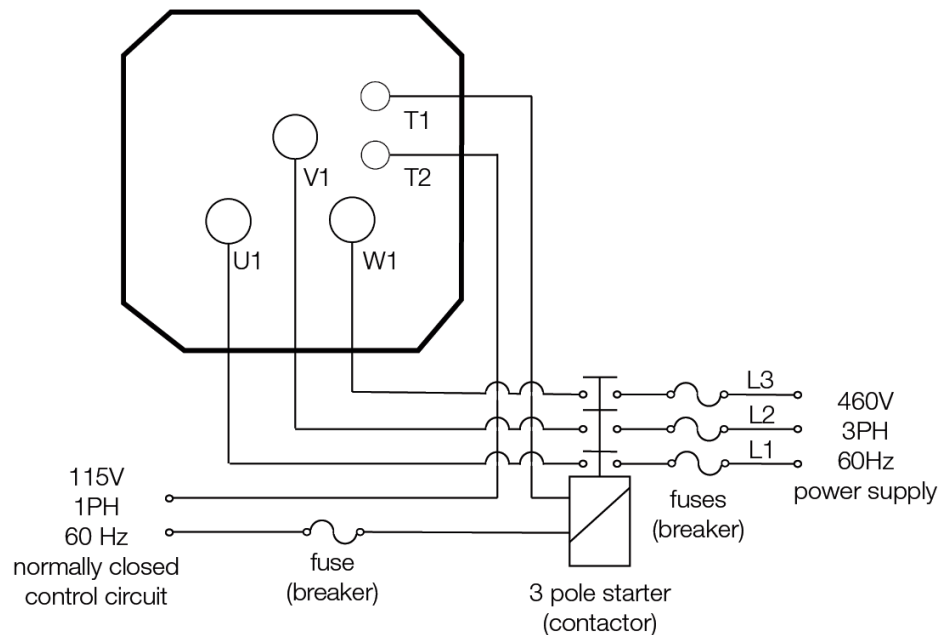 T1
V1
T2
U1
W1
L3
460V
L2
3PH
L1
60Hz
power supply
115V
1PH
60 Hz
normally closed
control circuit
fuse
(breaker)
fuses
(breaker)
3 pole starter
(contactor)